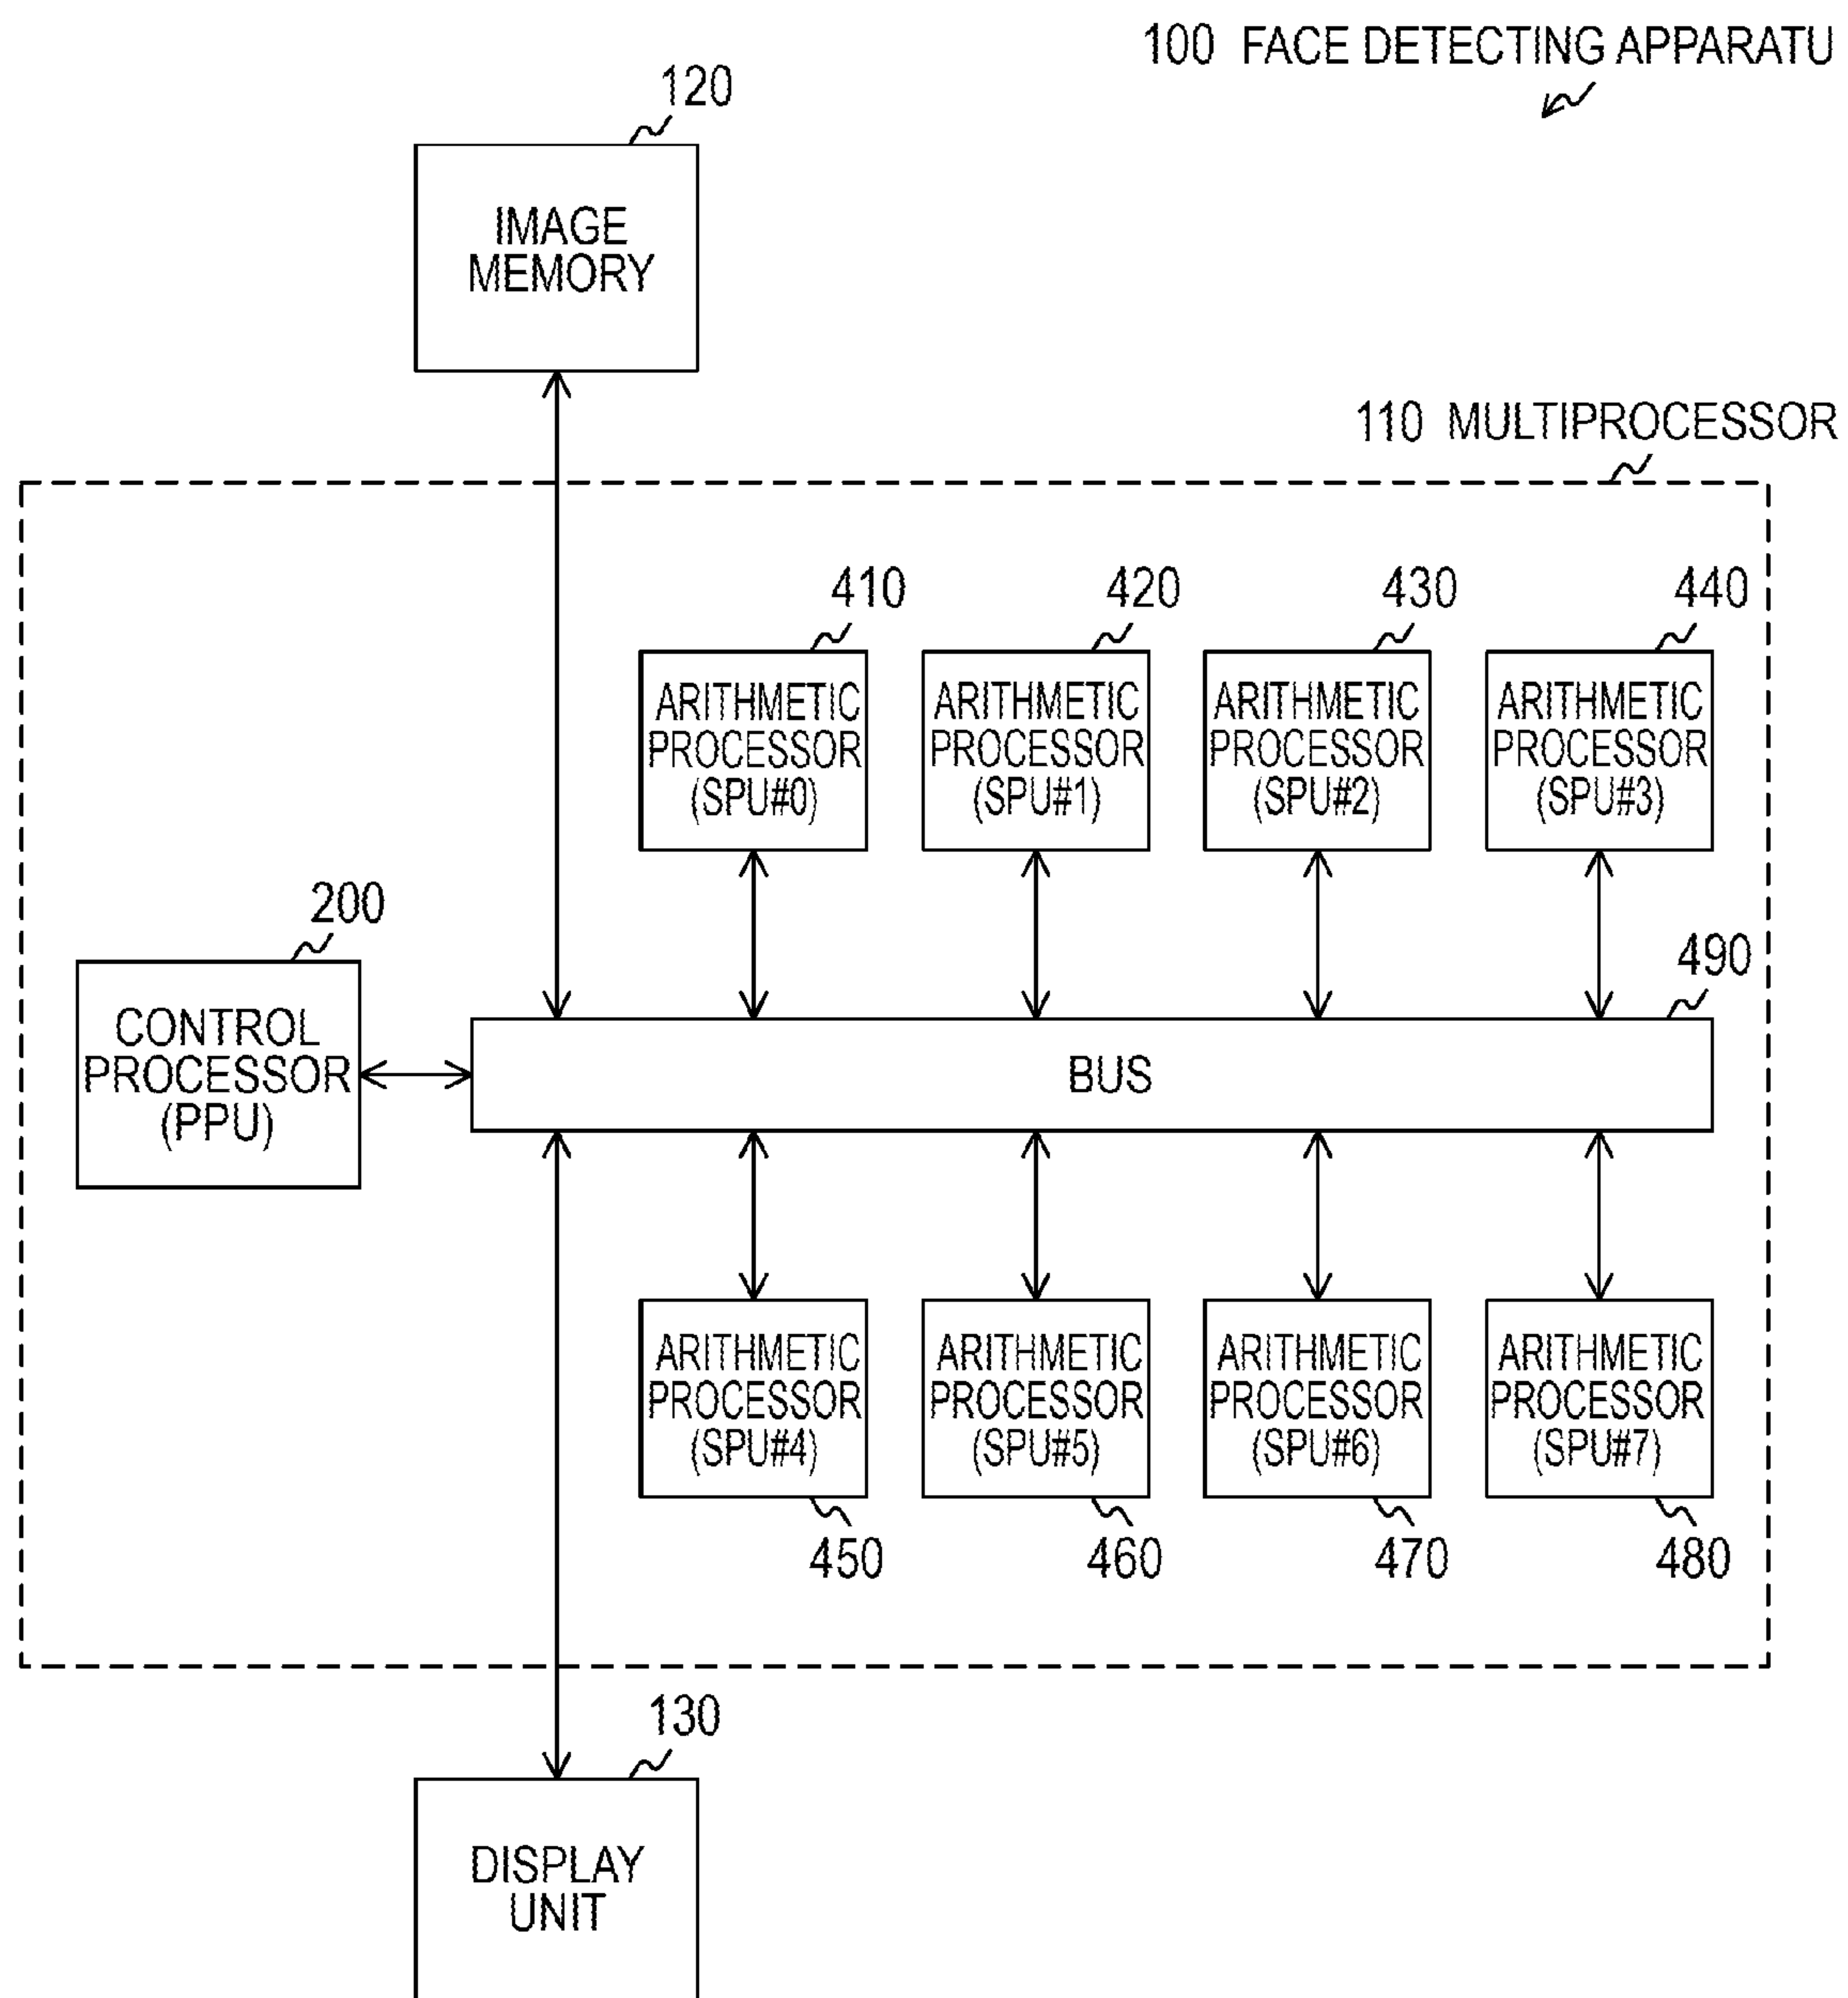 100 FACE DETECTING APPARATU
120
IMAGE
MEMORY
110 MULTIPROCESSOR
410
420
430
440
ARITHMETIC
PROCESSOR
(SPU#0)
ARITHMETIC
PROCESSOR
(SPU#1)
ARITHMETIC
PROCESSOR
(SPU#2)
ARITHMETIC
PROCESSOR
(SPU#3)
200
CONTROL
PROCESSOR
(PPU)
490
BUS
ARITHMETIC
PROCESSOR
(SPU#4)
ARITHMETIC
PROCESSOR
(SPU#5)
ARITHMETIC
PROCESSOR
(SPU#6)
ARITHMETIC
PROCESSOR
(SPU#7)
450
460
470
480
130
DISPLAY
UNIT